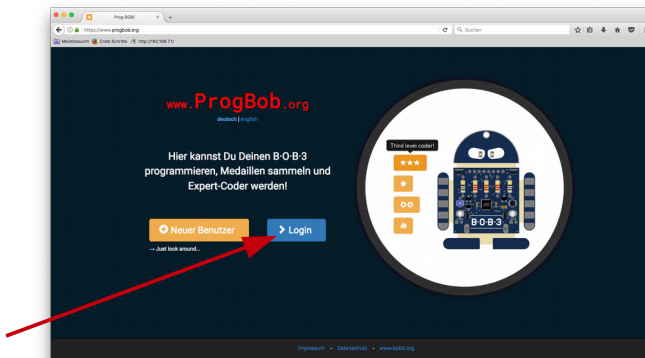 Prog BOB!
https://www.progbob.org
Suchen
Meistbesucht
Erste Schritte
http://192.168.71/
www.ProgBob.org
deutsch | english
Hier kannst Du Deinen B·O·B·3
programmieren, Medaillen sammeln und
Expert-Coder werden!
Neuer Benutzer
Login
→ Just look around...
Third level coder!
B·O·B·3
Impressum - Datenschutz - www.bob3.org